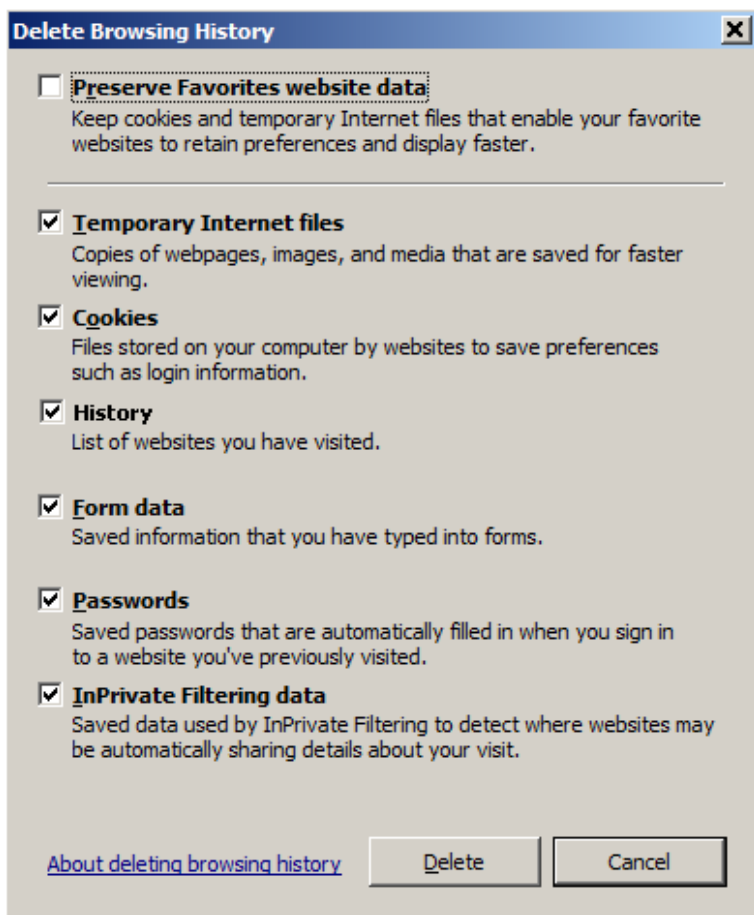 Delete Browsing History
Preserve Favorites website data
Keep cookies and temporary Internet files that enable your favorite
websites to retain preferences and display faster.
Temporary Internet files
Copies of webpages, images, and media that are saved for faster
viewing.
Cookies
Files stored on your computer by websites to save preferences
such as login information.
History
List of websites you have visited.
Form data
Saved information that you have typed into forms.
Passwords
Saved passwords that are automatically filled in when you sign in
to a website you've previously visited.
InPrivate Filtering data
Saved data used by InPrivate Filtering to detect where websites may
be automatically sharing details about your visit.
About deleting browsing history Delete Cancel